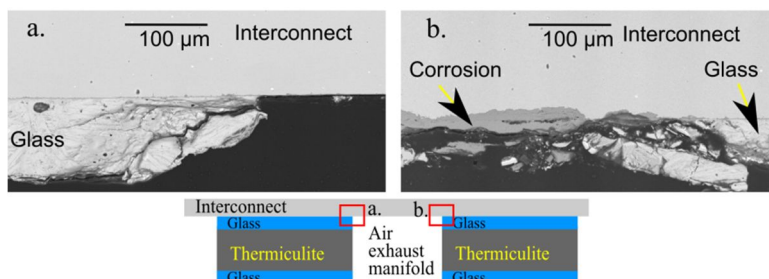 a.
Interconnect
100 µm
Glass
b.
Interconnect
100 µm
Corrosion
Glass
Interconnect
a.
b.
Glass
Glass
Thermiculite
Air
exhaust
manifold
Thermiculite
Glass
Glass